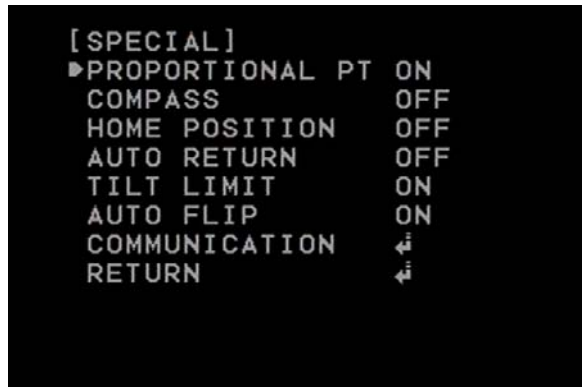 [SPECIAL]
PROPORTIONAL PT ON
COMPASS OFF
HOME POSITION OFF
AUTO RETURN OFF
TILT LIMIT ON
AUTO FLIP ON
COMMUNICATION ↲
RETURN ↲